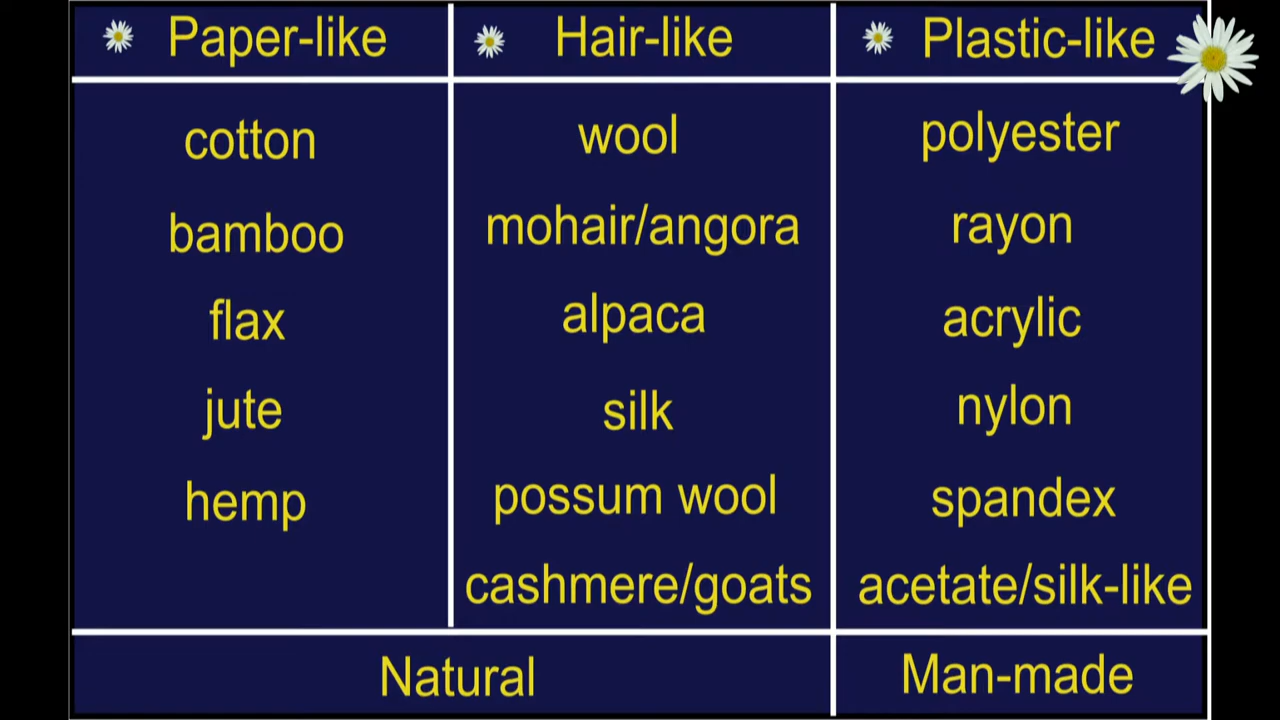 Paper-like Hair-like Plastic-like
cotton wool polyester
bamboo mohair/angora rayon
flax alpaca acrylic
jute silk nylon
hemp possum wool spandex
cashmere/goats acetate/silk-like
Natural Man-made